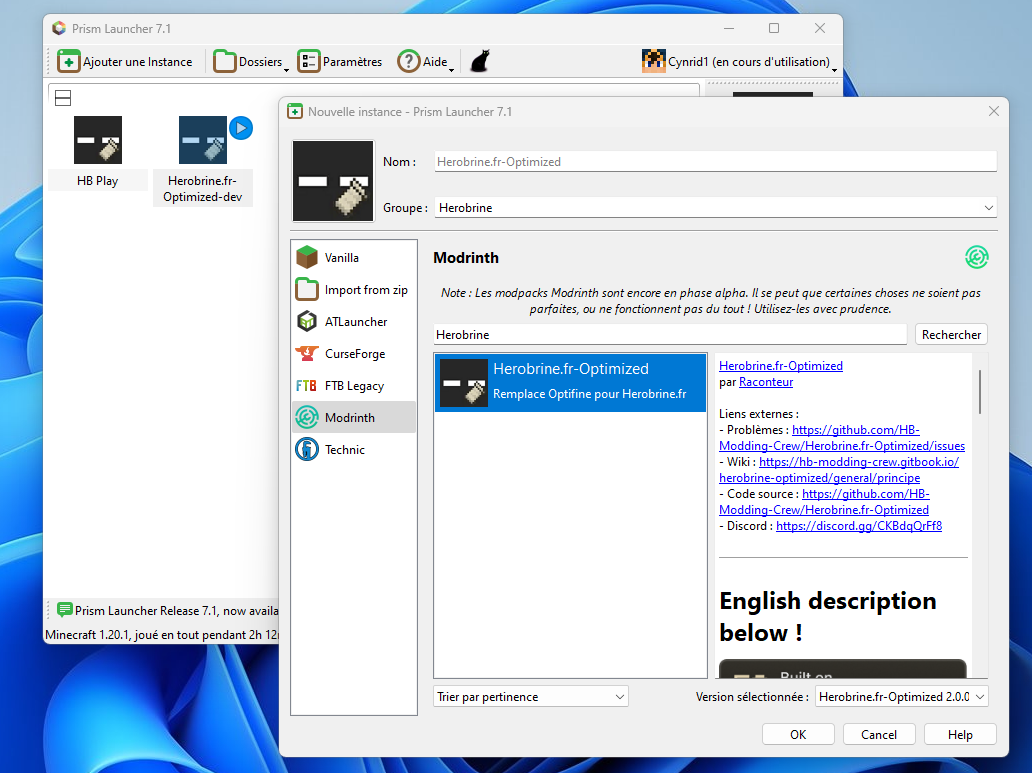 Prism Launcher 7.1
Ajouter une Instance
Dossiers
Paramètres
Aide
Cynrid1 (en cours d'utilisation)
HB Play
Herobrine.fr-
Optimized-dev
Prism Launcher Release 7.1, now availa
Minecraft 1.20.1, joué en tout pendant 2h 12
Nouvelle instance - Prism Launcher 7.1
Nom :
Herobrine.fr-Optimized
Groupe :
Herobrine
Vanilla
Import from zip
ATLauncher
CurseForge
FTB
FTB Legacy
Modrinth
Technic
Modrinth
Note : Les modpacks Modrinth sont encore en phase alpha. Il se peut que certaines choses ne soient pas
parfaites, ou ne fonctionnent pas du tout ! Utilisez-les avec prudence.
Herobrine
Rechercher
Herobrine.fr-Optimized
Remplace Optifine pour Herobrine.fr
Herobrine.fr-Optimized
par Raconteur
Liens externes :
- Problèmes : https://github.com/HB-
Modding-Crew/Herobrine.fr-Optimized/issues
- Wiki : https://hb-modding-crew.gitbook.io/
herobrine-optimized/general/principe
- Code source : https://github.com/HB-
Modding-Crew/Herobrine.fr-Optimized
- Discord : https://discord.gg/CKBdqQrFf8
English description
below !
Built on
Trier par pertinence
Version sélectionnée :
Herobrine.fr-Optimized 2.0.0
OK
Cancel
Help